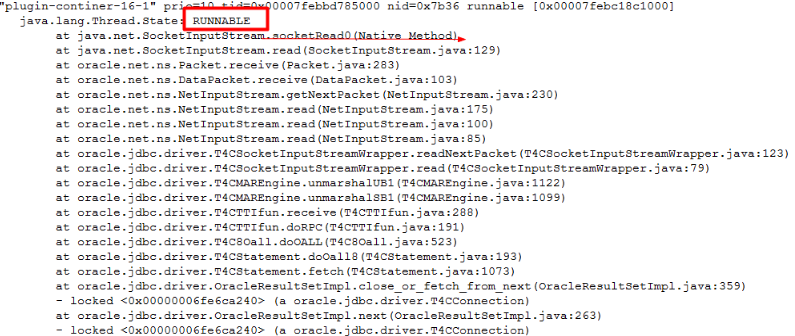 "plugin-continer-16-1" prio=10 tid=0x00007febbd785000 nid=0x7b36 runnable [0x00007febc18c1000]
java.lang.Thread.State: RUNNABLE
at java.net.SocketInputStream.socketRead0(Native Method)
at java.net.SocketInputStream.read(SocketInputStream.java:129)
at oracle.net.ns.Packet.receive(Packet.java:283)
at oracle.net.ns.DataPacket.receive(DataPacket.java:103)
at oracle.net.ns.NetInputStream.getNextPacket(NetInputStream.java:230)
at oracle.net.ns.NetInputStream.read(NetInputStream.java:175)
at oracle.net.ns.NetInputStream.read(NetInputStream.java:100)
at oracle.net.ns.NetInputStream.read(NetInputStream.java:85)
at oracle.jdbc.driver.T4CSocketInputStreamWrapper.readNextPacket(T4CSocketInputStreamWrapper.java:123)
at oracle.jdbc.driver.T4CSocketInputStreamWrapper.read(T4CSocketInputStreamWrapper.java:79)
at oracle.jdbc.driver.T4CMAREngine.unmarshalUB1(T4CMAREngine.java:1122)
at oracle.jdbc.driver.T4CMAREngine.unmarshalSB1(T4CMAREngine.java:1099)
at oracle.jdbc.driver.T4CTTIfun.receive(T4CTTIfun.java:288)
at oracle.jdbc.driver.T4CTTIfun.doRPC(T4CTTIfun.java:191)
at oracle.jdbc.driver.T4C8Oall.doOALL(T4C8Oall.java:523)
at oracle.jdbc.driver.T4CStatement.doOall8(T4CStatement.java:193)
at oracle.jdbc.driver.T4CStatement.fetch(T4CStatement.java:1073)
at oracle.jdbc.driver.OracleResultSetImpl.close_or_fetch_from_next(OracleResultSetImpl.java:359)
- locked <0x00000006fe6ca240> (a oracle.jdbc.driver.T4CConnection)
at oracle.jdbc.driver.OracleResultSetImpl.next(OracleResultSetImpl.java:263)
- locked <0x00000006fe6ca240> (a oracle.jdbc.driver.T4CConnection)